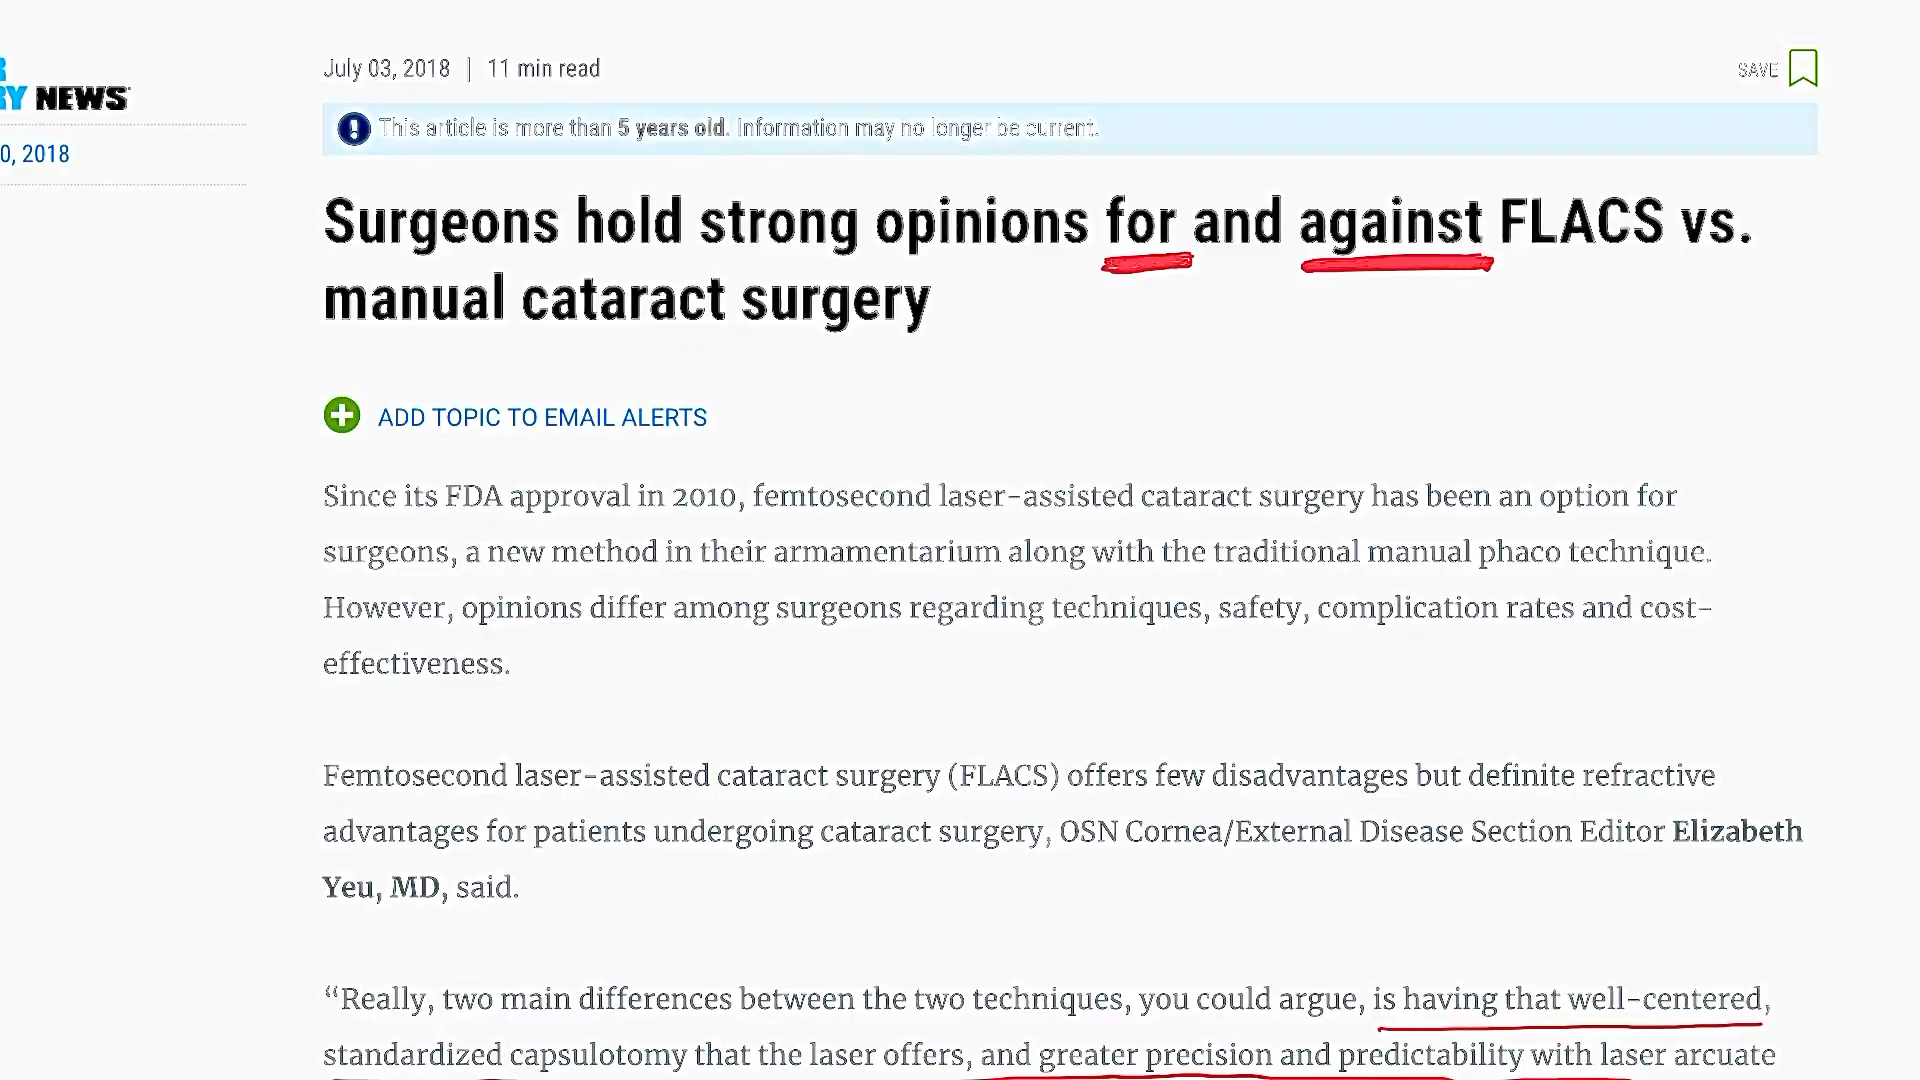 July 03, 2018 | 11 min read
SAVE
RY NEWS
0, 2018
This article is more than 5 years old. Information may no longer be current.
Surgeons hold strong opinions for and against FLACS vs.
manual cataract surgery
ADD TOPIC TO EMAIL ALERTS
Since its FDA approval in 2010, femtosecond laser-assisted cataract surgery has been an option for
surgeons, a new method in their armamentarium along with the traditional manual phaco technique.
However, opinions differ among surgeons regarding techniques, safety, complication rates and cost-
effectiveness.
Femtosecond laser-assisted cataract surgery (FLACS) offers few disadvantages but definite refractive
advantages for patients undergoing cataract surgery, OSN Cornea/External Disease Section Editor Elizabeth
Yeu, MD, said.
“Really, two main differences between the two techniques, you could argue, is having that well-centered,
standardized capsulotomy that the laser offers, and greater precision and predictability with laser arcuate